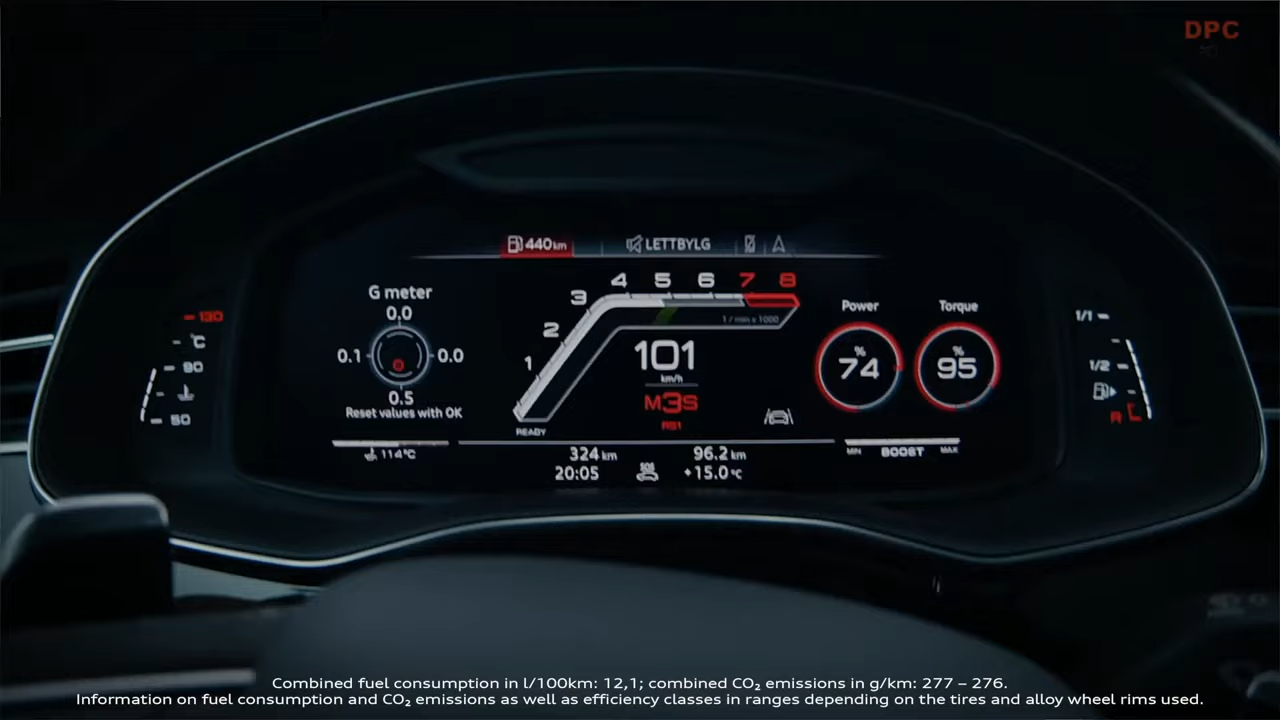 DPC
440 km LETTBYLG
4 5 6 7 8
3
2
1
1 / min x 1000
G meter
0.0
0.1 0.0
0.5
Reset values with OK
130
°C
90
50
101
km/h
M3S
RS1
READY
Power
% 74
Torque
% 95
1/1
1/2
R
114°C
324 km 96.2 km
20:05 SOS +15.0 °C
MIN BOOST MAX
Combined fuel consumption in l/100km: 12,1; combined CO₂ emissions in g/km: 277 – 276.
Information on fuel consumption and CO₂ emissions as well as efficiency classes in ranges depending on the tires and alloy wheel rims used.